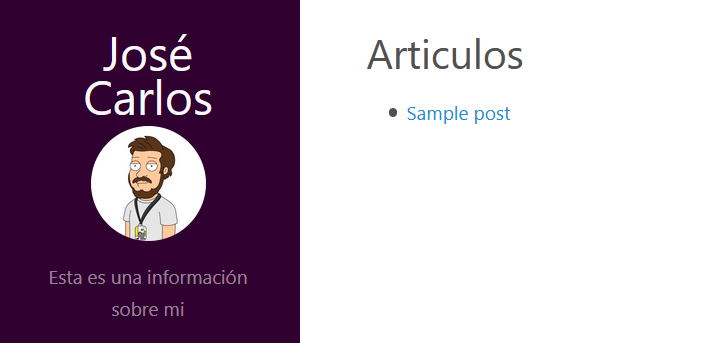 José
Carlos
Esta es una información
sobre mi
Articulos
Sample post